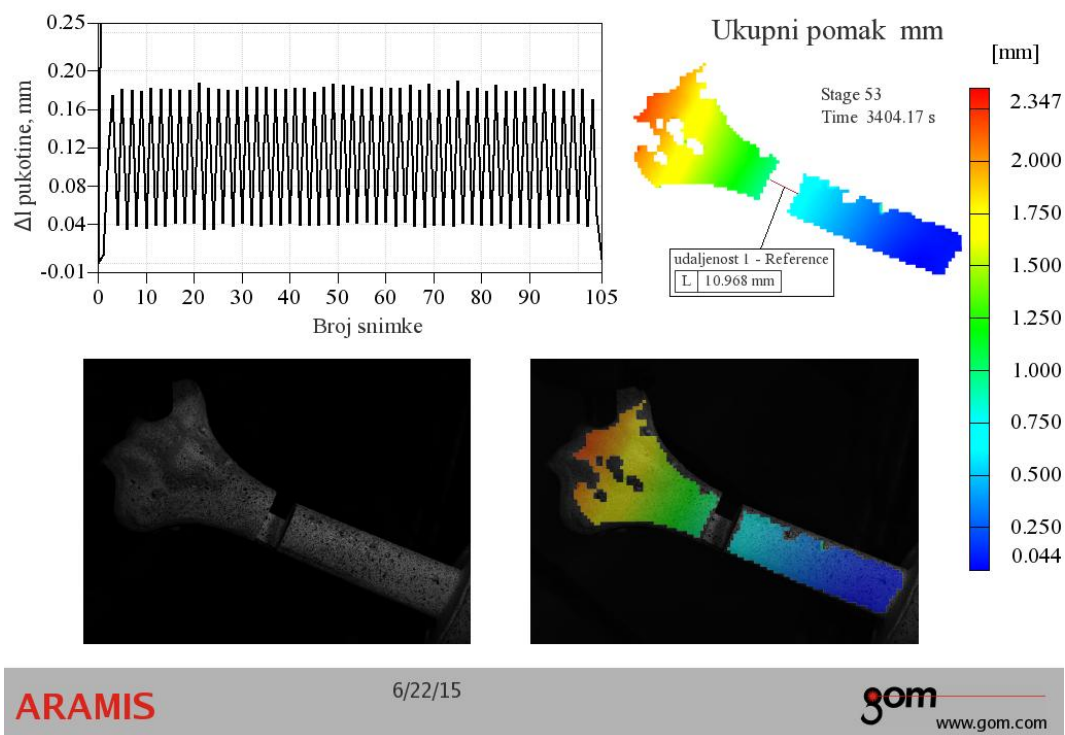 0.25
0.20
0.16
0.12
0.08
0.04
-0.01
Δl pukotine, mm
0 10 20 30 40 50 60 70 80 90 105
Broj snimke
Ukupni pomak mm
Stage 53
Time 3404.17 s
udaljenost 1 - Reference
L 10.968 mm
[mm]
2.347
2.000
1.750
1.500
1.250
1.000
0.750
0.500
0.250
0.044
ARAMIS
6/22/15
gom
www.gom.com